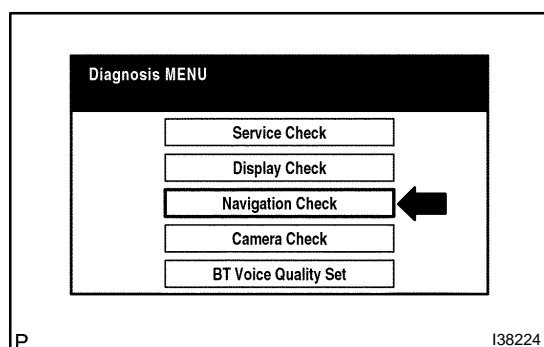 Diagnosis MENU
Service Check
Display Check
Navigation Check
Camera Check
BT Voice Quality Set
P
I38224